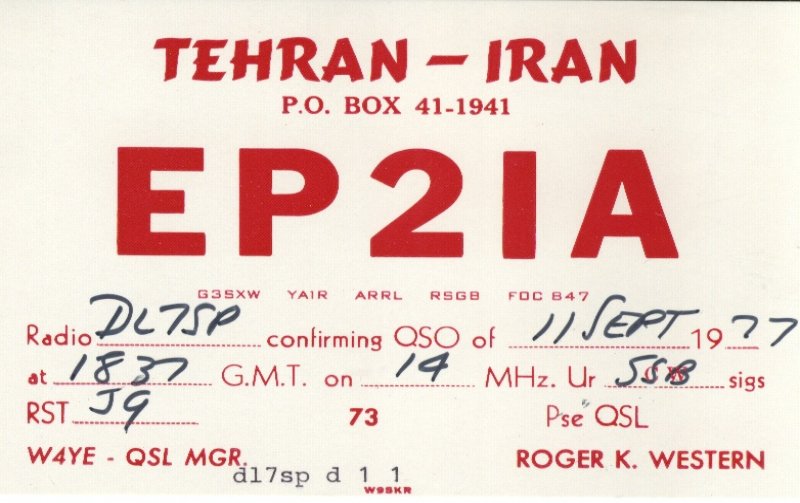 TEHRAN - IRAN
P.O. BOX 41-1941
EP2IA
G3SXW YA1R ARRL RSGB FOC 847
Radio DL7SP confirming QSO of 11 SEPT 1977
at 1837 G.M.T. on 14 MHz. Ur SSB sigs
RST 59 73 Pse QSL
W4YE - QSL MGR. ROGER K. WESTERN
dl7sp d 1 1
W9SKR